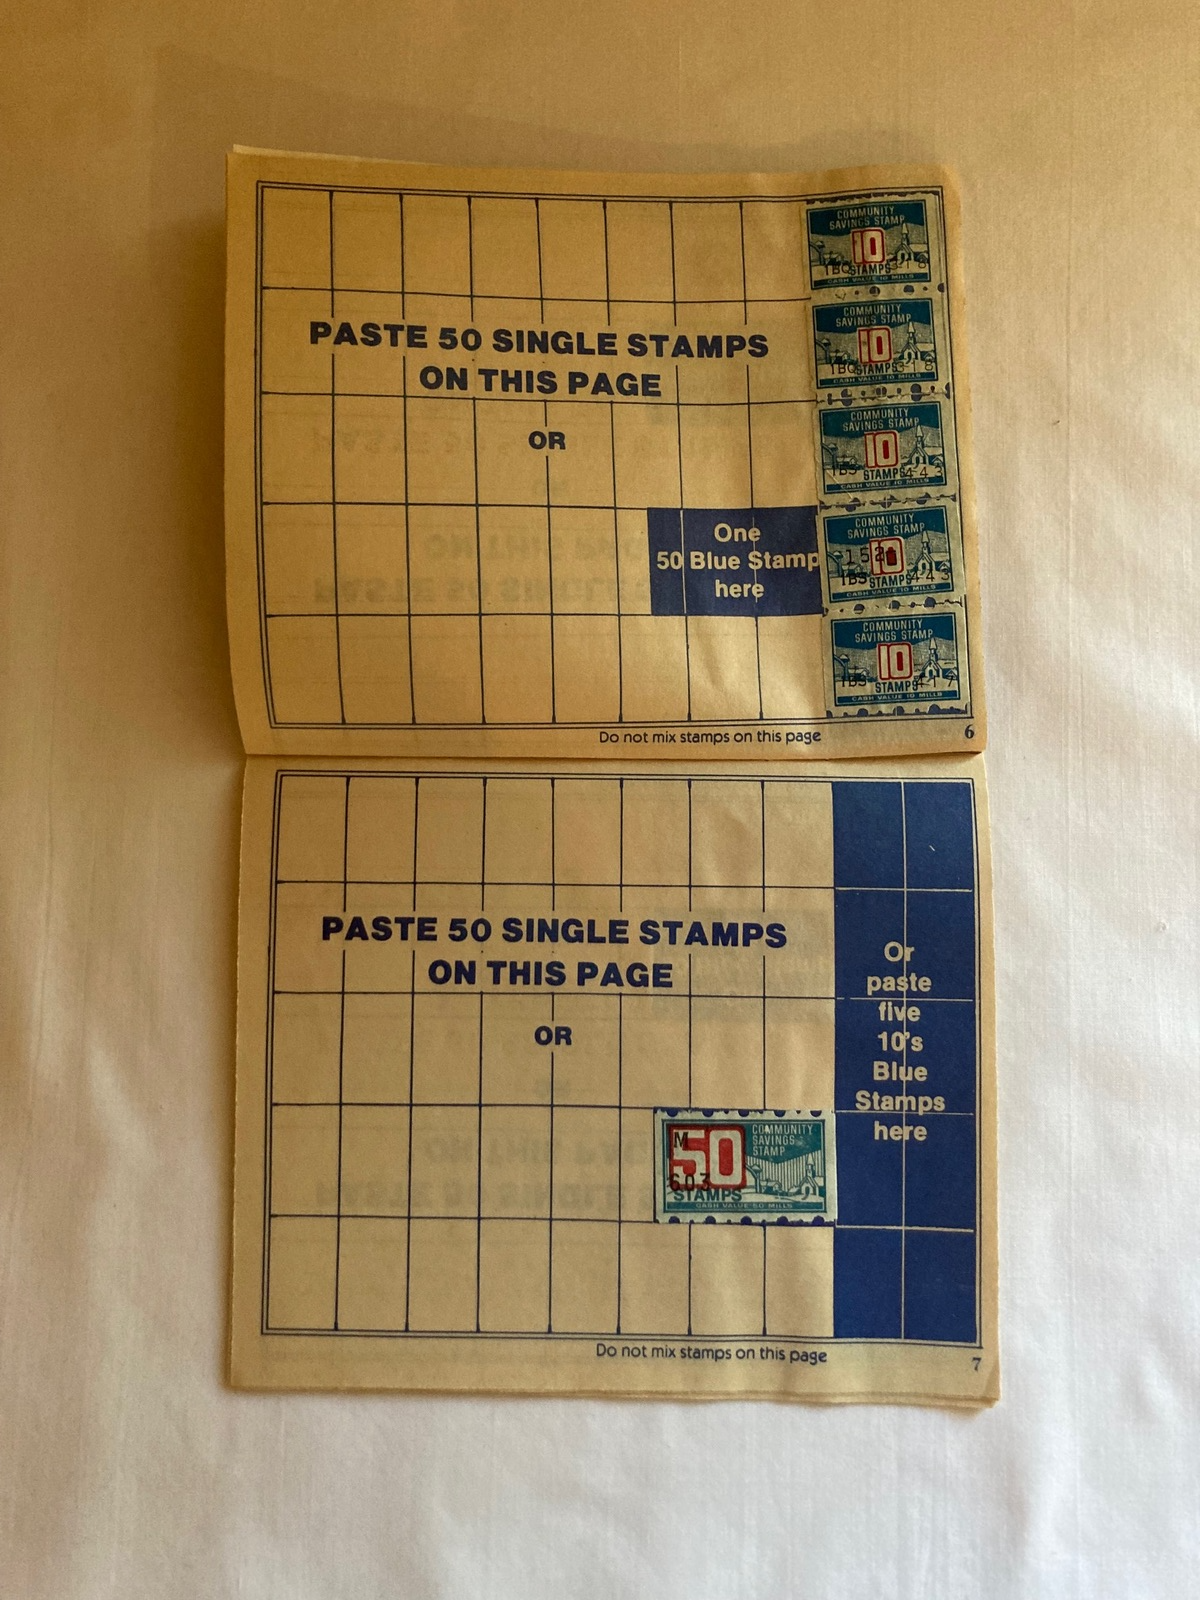 COMMUNITY
SAVINGS STAMP
10
STAMPS
CASH VALUE 10 MILLS
COMMUNITY
SAVINGS STAMP
10
STAMPS
CASH VALUE 10 MILLS
COMMUNITY
SAVINGS STAMP
10
STAMPS
CASH VALUE 10 MILLS
COMMUNITY
SAVINGS STAMP
10
STAMPS
CASH VALUE 10 MILLS
COMMUNITY
SAVINGS STAMP
10
STAMPS
CASH VALUE 10 MILLS
PASTE 50 SINGLE STAMPS
ON THIS PAGE
OR
One
50 Blue Stamp
here
Do not mix stamps on this page
6
PASTE 50 SINGLE STAMPS
ON THIS PAGE
OR
M
50
603
STAMPS
COMMUNITY
SAVINGS
STAMP
CASH VALUE 50 MILLS
Or
paste
five
10's
Blue
Stamps
here
Do not mix stamps on this page
7